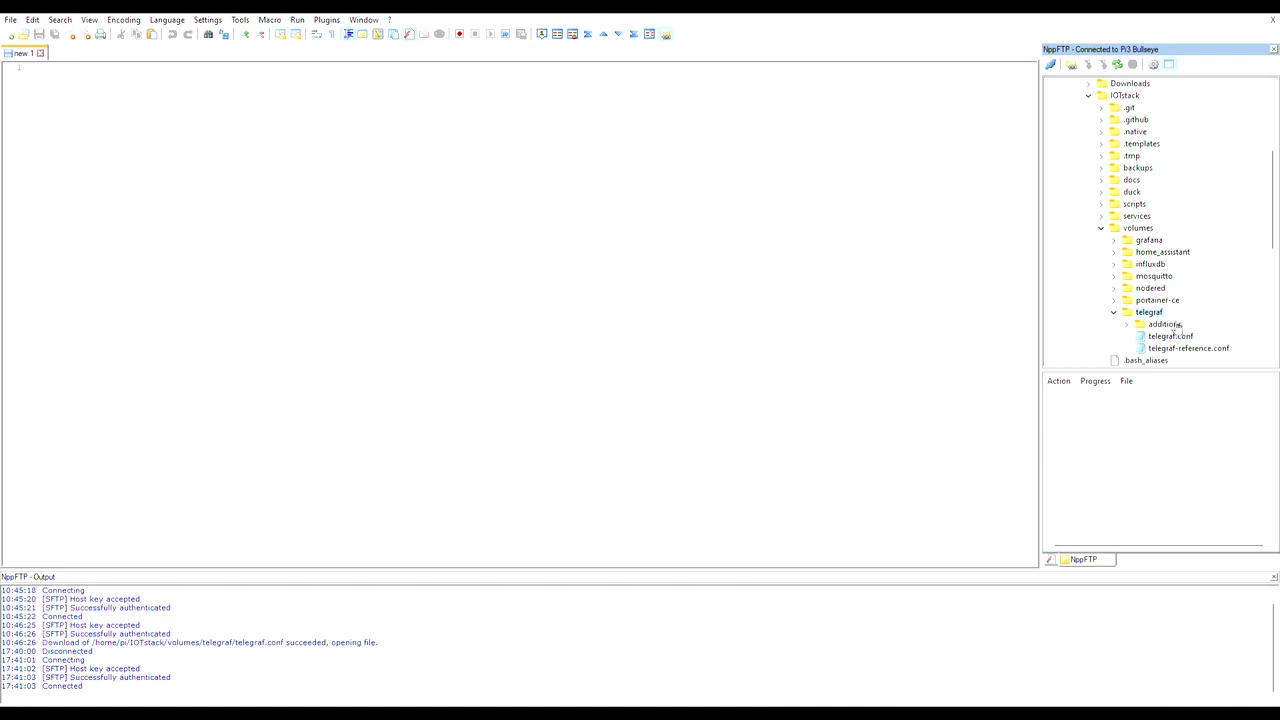 File Edit Search View Encoding Language Settings Tools Macro Run Plugins Window ? X
new 1
1
NppFTP - Connected to Pi3 Bullseye
Downloads
IOTstack
.git
.github
.native
.templates
.tmp
backups
docs
duck
scripts
services
volumes
grafana
home_assistant
influxdb
mosquitto
nodered
portainer-ce
telegraf
additions
telegraf.conf
telegraf-reference.conf
.bash_aliases
Action Progress File
NppFTP
NppFTP - Output
10:45:18 Connecting
10:45:20 [SFTP] Host key accepted
10:45:21 [SFTP] Successfully authenticated
10:45:22 Connected
10:46:25 [SFTP] Host key accepted
10:46:26 [SFTP] Successfully authenticated
10:46:26 Download of /home/pi/IOTstack/volumes/telegraf/telegraf.conf succeeded, opening file.
17:40:00 Disconnected
17:41:01 Connecting
17:41:02 [SFTP] Host key accepted
17:41:03 [SFTP] Successfully authenticated
17:41:03 Connected